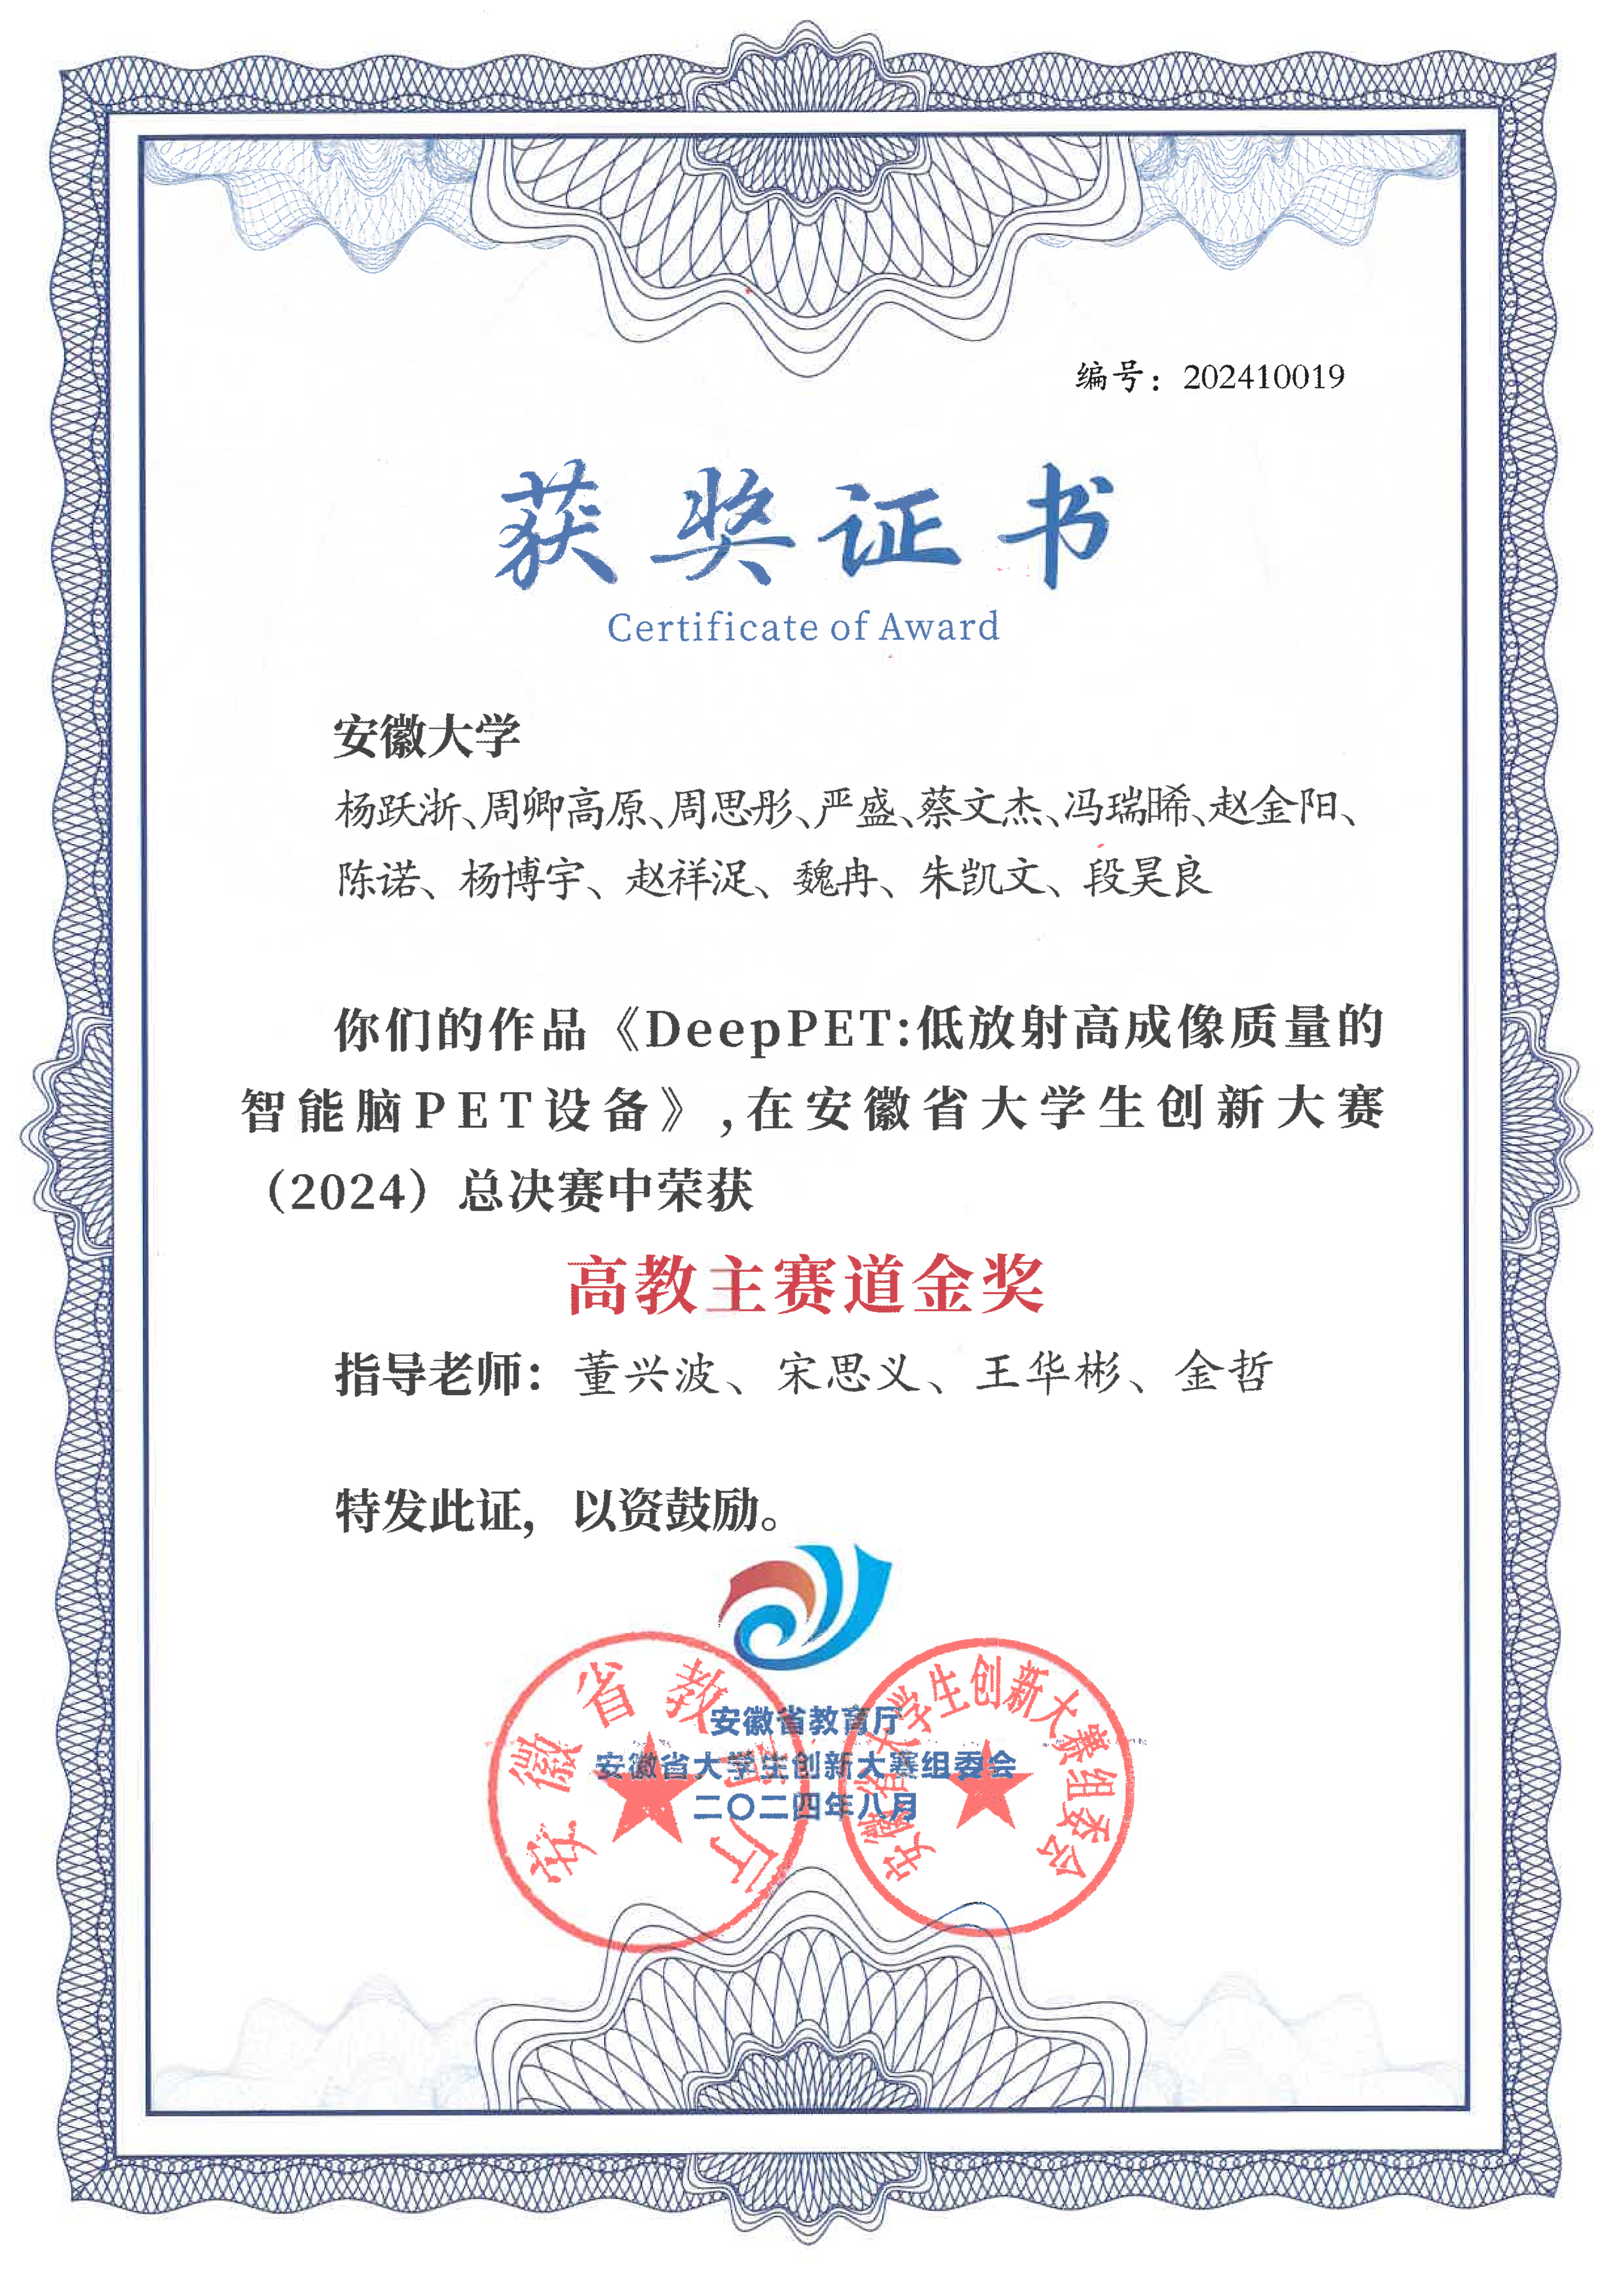 编号：202410019
获奖证书
Certificate of Award
安徽大学
杨跃浙、周卿高原、周思彤、严盛、蔡文杰、冯瑞晞、赵金阳、
陈诺、杨博宇、赵祥浞、魏冉、朱凯文、段昊良
你们的作品《DeepPET:低放射高成像质量的
智能脑PET设备》,在安徽省大学生创新大赛
（2024）总决赛中荣获
高教主赛道金奖
指导老师：董兴波、宋思义、王华彬、金哲
特发此证，以资鼓励。
安徽省教育厅
安徽省大学生创新大赛组委会
二〇二四年八月
安徽省教育厅
安徽省大学生创新大赛组委会